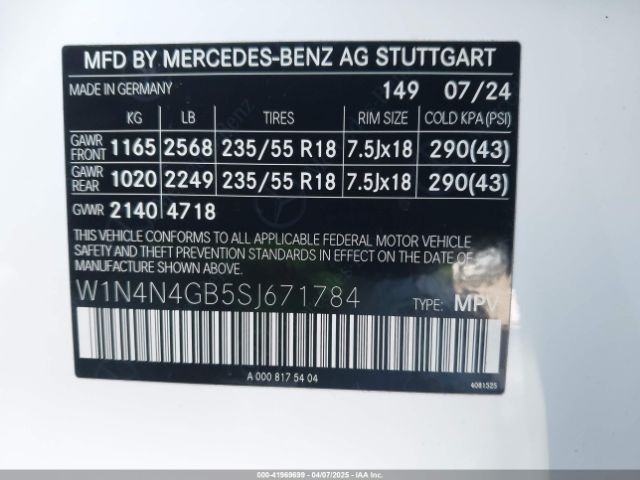 MFD BY MERCEDES-BENZ AG STUTTGART
MADE IN GERMANY 149 07/24
KG LB TIRES RIM SIZE COLD KPA(PSI)
GAWR FRONT 1165 2568 235/55 R18 7.5Jx18 290(43)
GAWR REAR 1020 2249 235/55 R18 7.5Jx18 290(43)
GVWR 2140 4718
THIS VEHICLE CONFORMS TO ALL APPLICABLE FEDERAL MOTOR VEHICLE
SAFETY AND THEFT PREVENTION STANDARDS IN EFFECT ON THE DATE OF
MANUFACTURE SHOWN ABOVE.
W1N4N4GB5SJ671784 TYPE: MPV
A 000 817 54 04
4081525
000-41969699 - 04/07/2025 - IAAI.COM